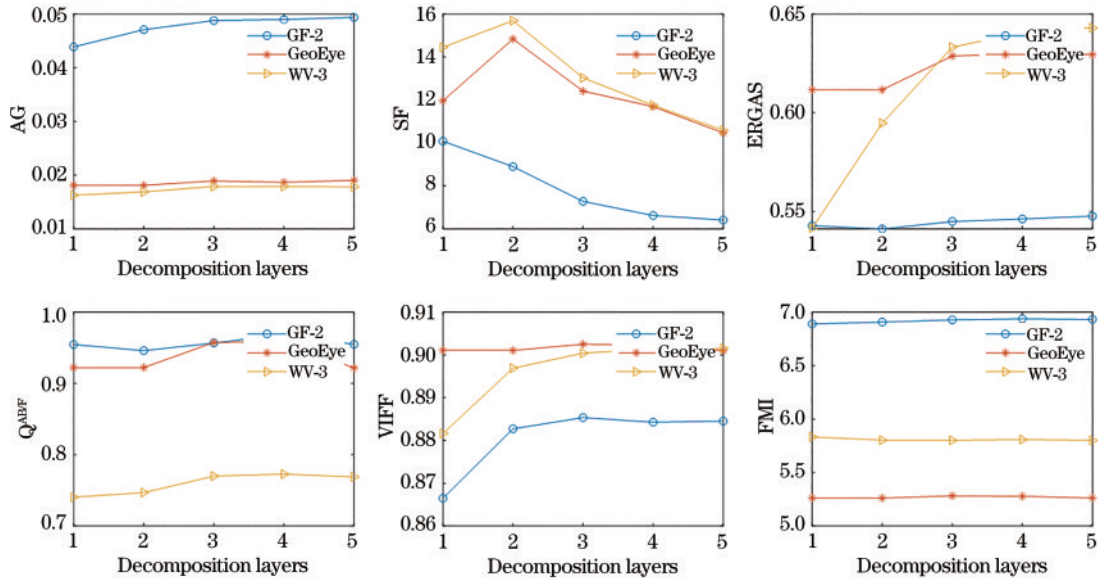 0.05
0.04
0.03
0.02
0.01
AG
GF-2
GeoEye
WV-3
1 2 3 4 5
Decomposition layers
16
14
12
10
8
6
SF
GF-2
GeoEye
WV-3
1 2 3 4 5
Decomposition layers
0.65
0.60
0.55
ERGAS
GF-2
GeoEye
WV-3
1 2 3 4 5
Decomposition layers
1.0
0.9
0.8
0.7
Q^AB/F
GF-2
GeoEye
WV-3
1 2 3 4 5
Decomposition layers
0.91
0.90
0.89
0.88
0.87
0.86
VIFF
GF-2
GeoEye
WV-3
1 2 3 4 5
Decomposition layers
7.0
6.5
6.0
5.5
5.0
FMI
GF-2
GeoEye
WV-3
1 2 3 4 5
Decomposition layers